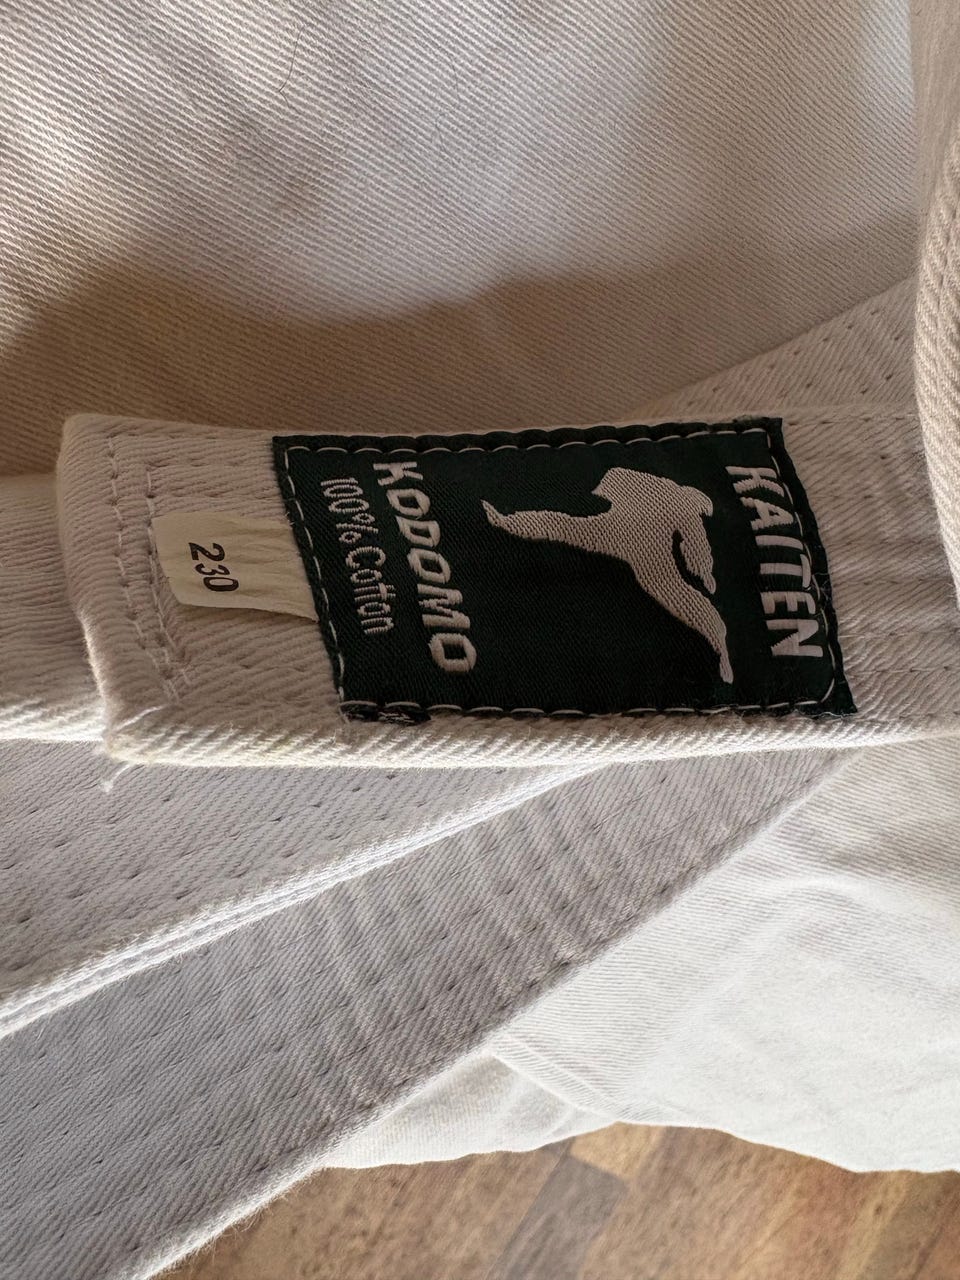 KAITEN
KODOMO
100% Cotton
230